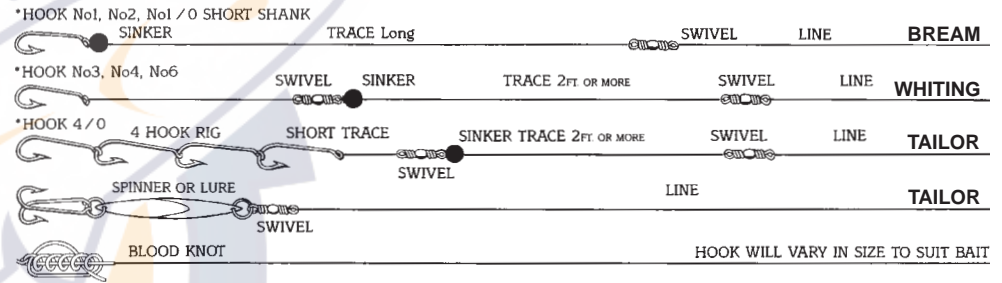 *HOOK No1, No2, No1/0 SHORT SHANK
SINKER TRACE Long SWIVEL LINE BREAM
*HOOK No3, No4, No6
SWIVEL SINKER TRACE 2FT. OR MORE SWIVEL LINE WHITING
*HOOK 4/0 4 HOOK RIG SHORT TRACE SINKER TRACE 2FT. OR MORE SWIVEL LINE TAILOR
SWIVEL
SPINNER OR LURE LINE TAILOR
SWIVEL
BLOOD KNOT HOOK WILL VARY IN SIZE TO SUIT BAIT